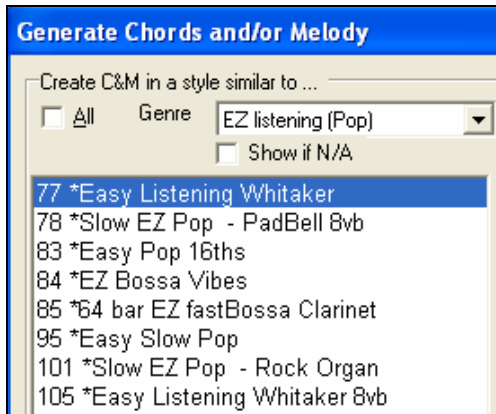 Generate Chords and/or Melody
Create C&M in a style similar to ...
All Genre EZ listening (Pop)
Show if N/A
77 *Easy Listening Whitaker
78 *Slow EZ Pop - PadBell 8vb
83 *Easy Pop 16ths
84 *EZ Bossa Vibes
85 *64 bar EZ fastBossa Clarinet
95 *Easy Slow Pop
101 *Slow EZ Pop - Rock Organ
105 *Easy Listening Whitaker 8vb